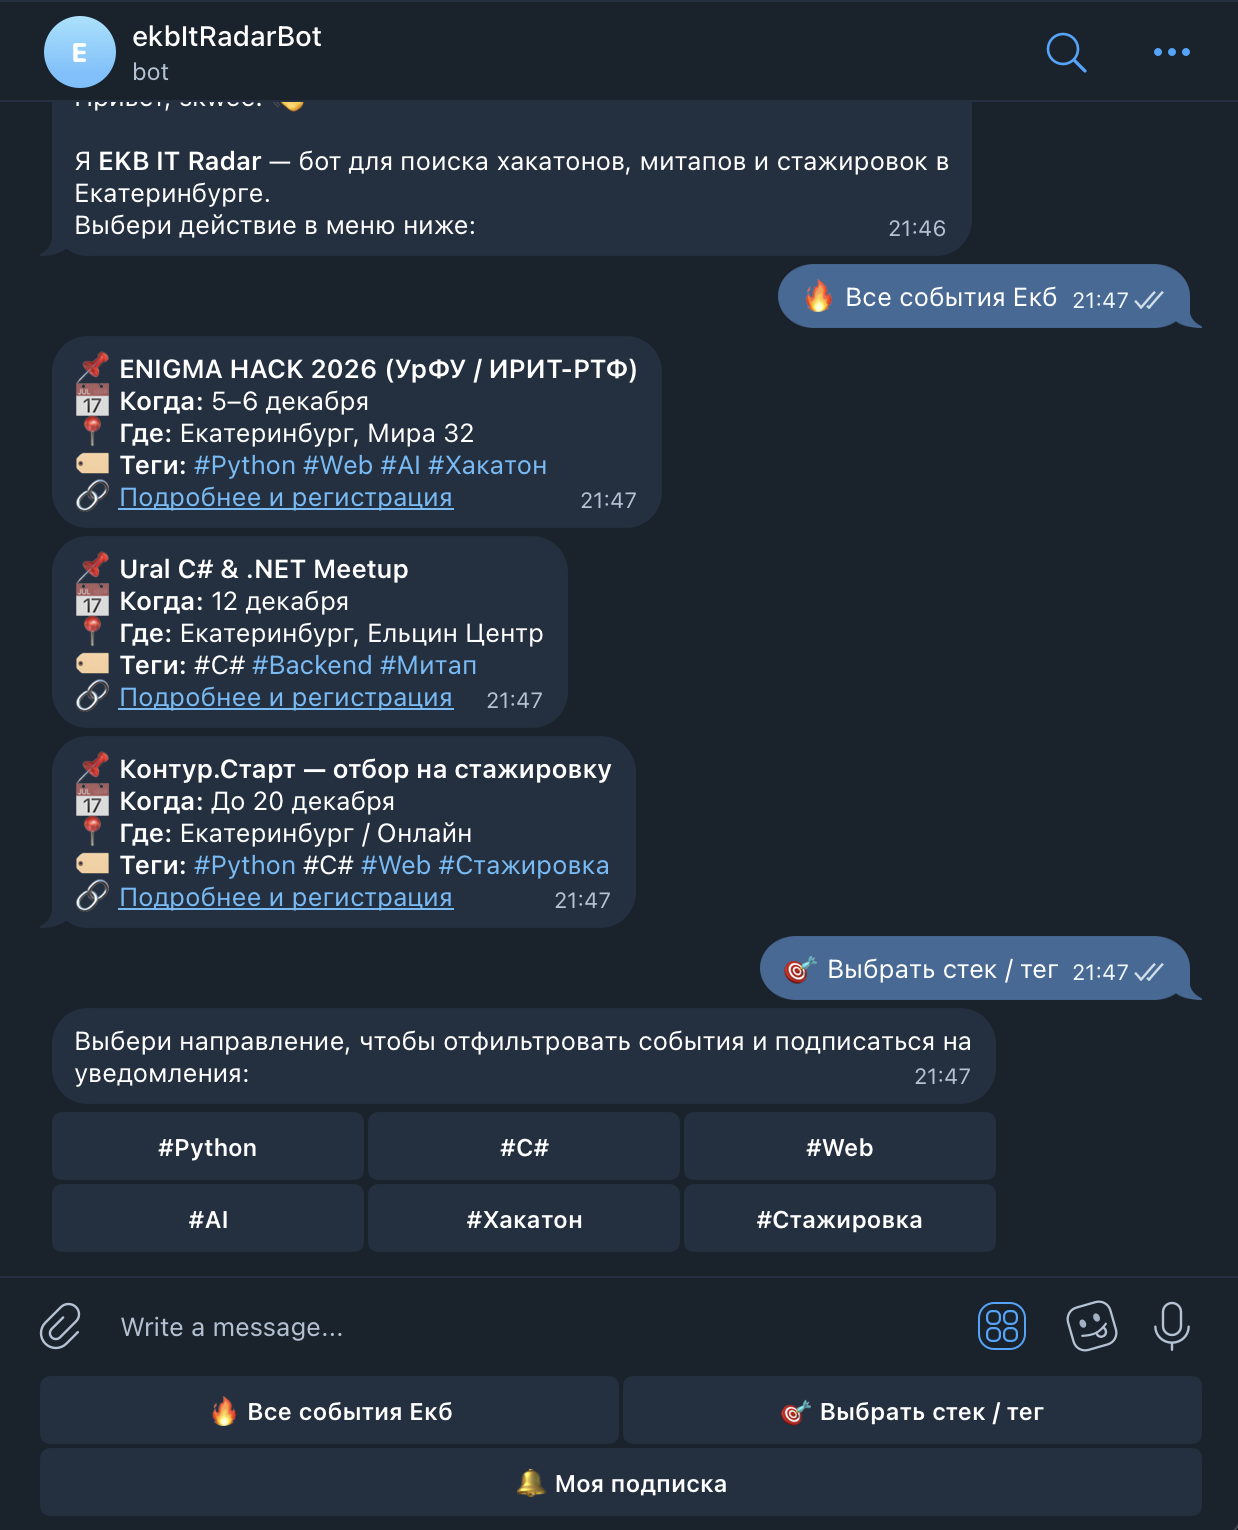 E
ekbItRadarBot
bot
Привет, skwee! 👋
Я EKB IT Radar — бот для поиска хакатонов, митапов и стажировок в
Екатеринбурге.
Выбери действие в меню ниже:
21:46
🔥 Все события Екб 21:47
📌 ENIGMA HACK 2026 (УрФУ / ИРИТ-РТФ)
📅 Когда: 5–6 декабря
📍 Где: Екатеринбург, Мира 32
🏷 Теги: #Python #Web #AI #Хакатон
🔗 Подробнее и регистрация 21:47
📌 Ural C# & .NET Meetup
📅 Когда: 12 декабря
📍 Где: Екатеринбург, Ельцин Центр
🏷 Теги: #C# #Backend #Митап
🔗 Подробнее и регистрация 21:47
📌 Контур.Старт — отбор на стажировку
📅 Когда: До 20 декабря
📍 Где: Екатеринбург / Онлайн
🏷 Теги: #Python #C# #Web #Стажировка
🔗 Подробнее и регистрация 21:47
🎯 Выбрать стек / тег 21:47
Выбери направление, чтобы отфильтровать события и подписаться на
уведомления:
21:47
#Python #C# #Web
#AI #Хакатон #Стажировка
Write a message...
🔥 Все события Екб 🎯 Выбрать стек / тег
🔔 Моя подписка